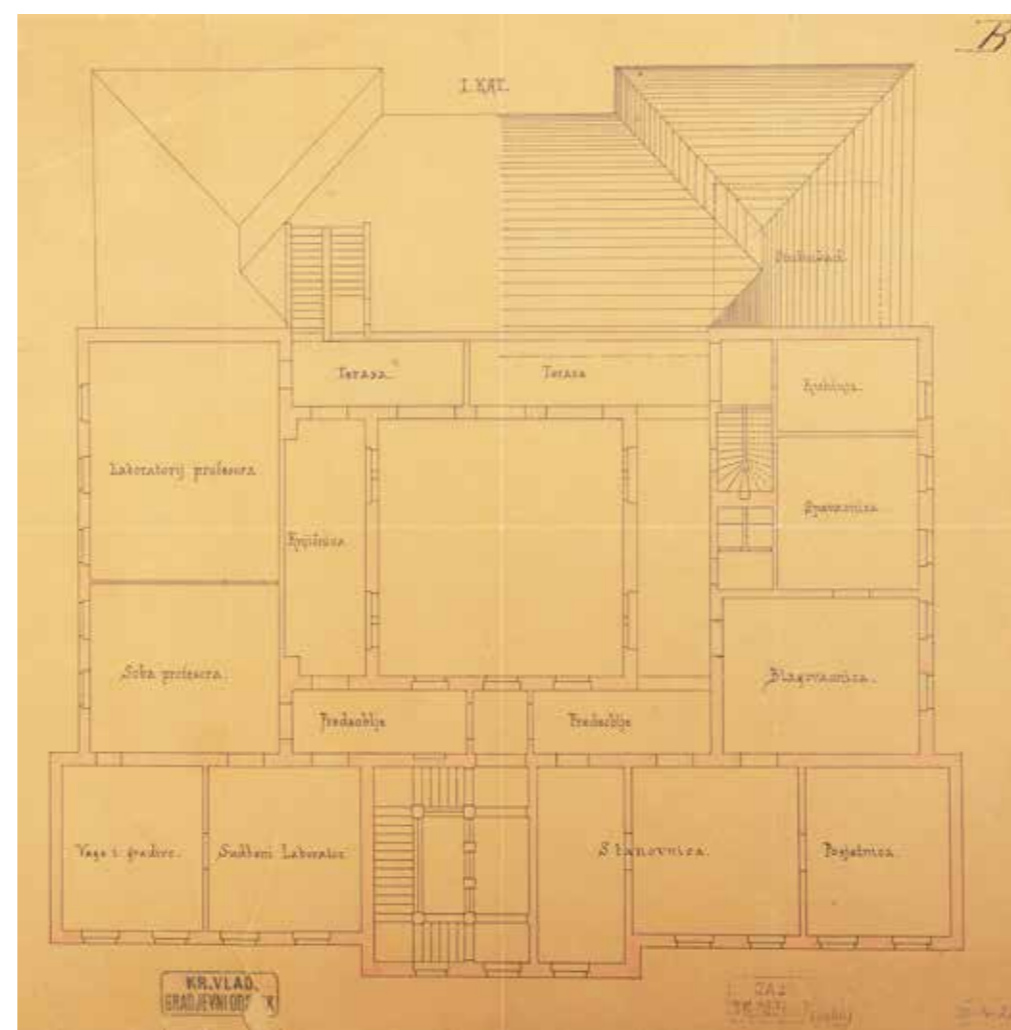 B
I. KAT.
Terasa.
Terasa
Kuhinja.
Laboratorij profesora
Spavaonica
Knjižnica
Soba profesora.
Blagovaonica.
Predsoblje
Predsoblje
Vage i gradivo.
Sudbeni Laborator.
Stanovnica.
Posjetnica.
KR.VLAD.
GRADJEVNI ODSJEK